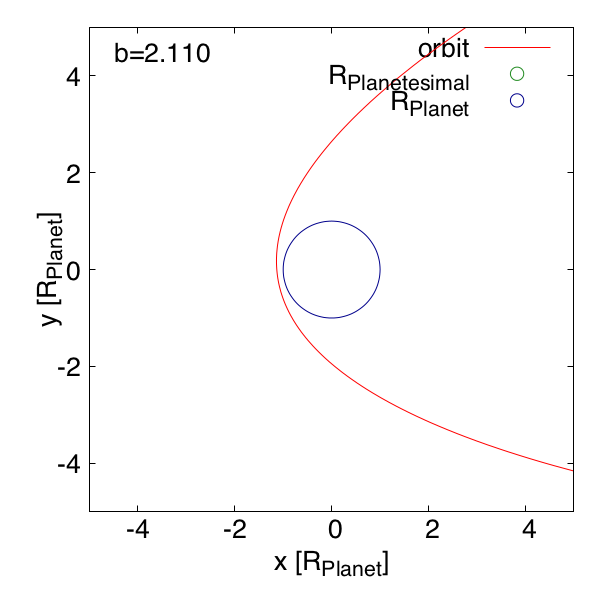 b=2.110
orbit
R_Planetesimal
R_Planet
4
2
0
-2
-4
y [R_Planet]
-4
-2
0
2
4
x [R_Planet]